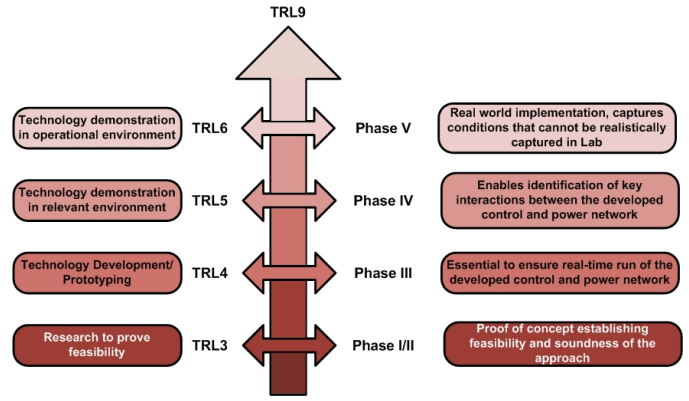 TRL9
Technology demonstration
in operational environment
TRL6
Phase V
Real world implementation, captures
conditions that cannot be realistically
captured in Lab
Technology demonstration
in relevant environment
TRL5
Phase IV
Enables identification of key
interactions between the developed
control and power network
Technology Development/
Prototyping
TRL4
Phase III
Essential to ensure real-time run of the
developed control and power network
Research to prove
feasibility
TRL3
Phase I/II
Proof of concept establishing
feasibility and soundness of the
approach